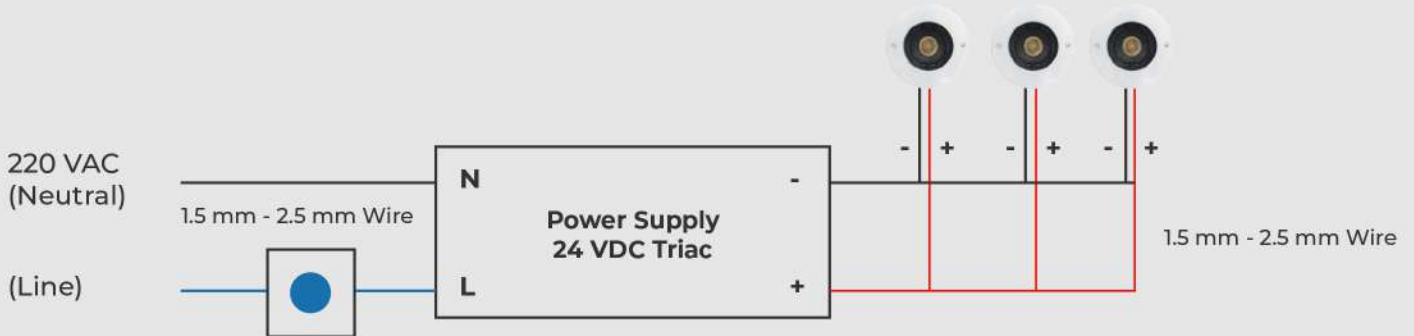 - + - + - +
220 VAC
(Neutral)
N -
1.5 mm - 2.5 mm Wire
Power Supply
24 VDC Triac
1.5 mm - 2.5 mm Wire
(Line)
L +